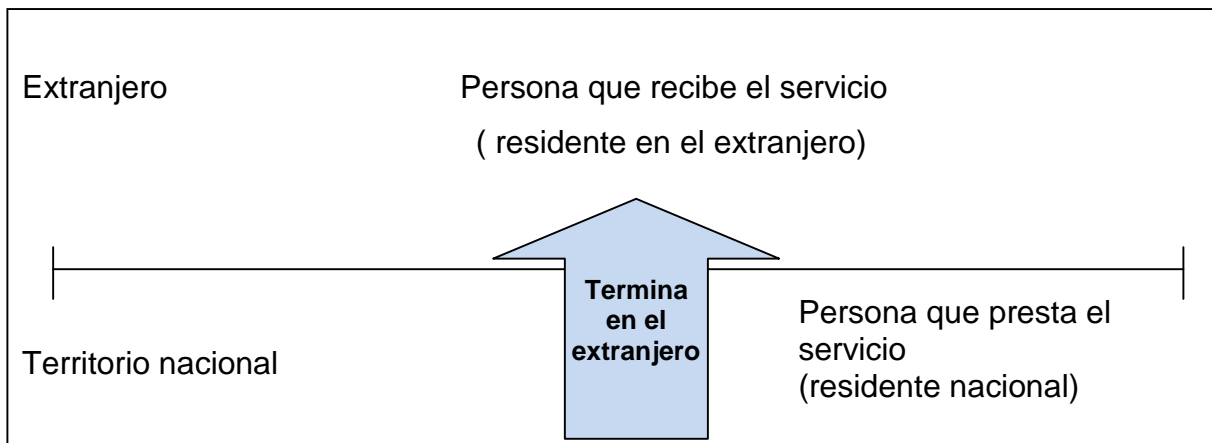 Extranjero
Persona que recibe el servicio
( residente en el extranjero)
Termina
en el
extranjero
Persona que presta el
servicio
(residente nacional)
Territorio nacional